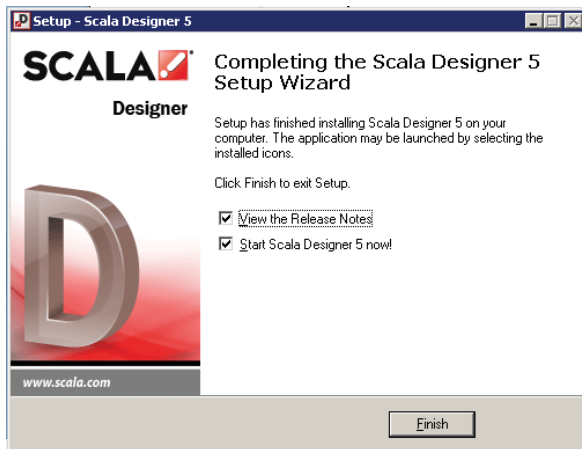 Setup - Scala Designer 5
SCALA
Designer
Completing the Scala Designer 5
Setup Wizard
Setup has finished installing Scala Designer 5 on your
computer. The application may be launched by selecting the
installed icons.
Click Finish to exit Setup.
View the Release Notes
Start Scala Designer 5 now!
D
www.scala.com
Finish